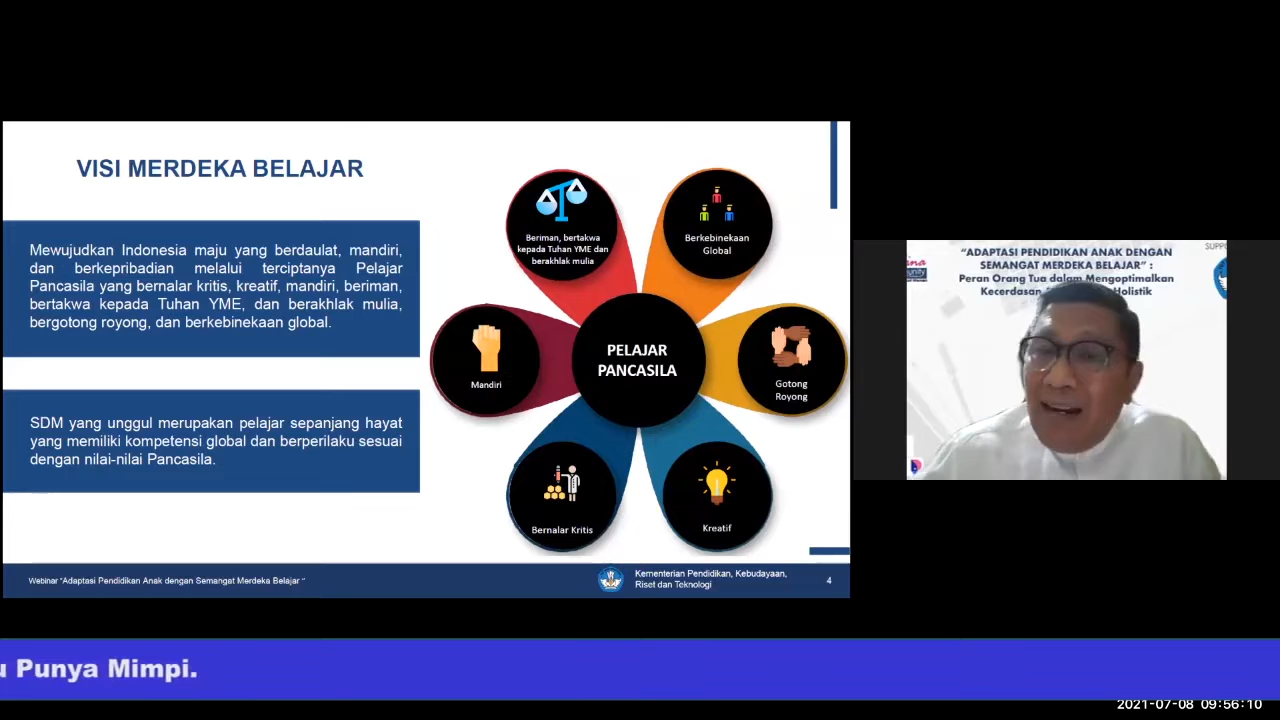 VISI MERDEKA BELAJAR
Mewujudkan Indonesia maju yang berdaulat, mandiri,
dan berkepribadian melalui terciptanya Pelajar
Pancasila yang bernalar kritis, kreatif, mandiri, beriman,
bertakwa kepada Tuhan YME, dan berakhlak mulia,
bergotong royong, dan berkebinekaan global.
SDM yang unggul merupakan pelajar sepanjang hayat
yang memiliki kompetensi global dan berperilaku sesuai
dengan nilai-nilai Pancasila.
Beriman, bertakwa
kepada Tuhan YME dan
berakhlak mulia
Berkebinekaan
Global
Mandiri
PELAJAR
PANCASILA
Gotong
Royong
Bernalar Kritis
Kreatif
Webinar "Adaptasi Pendidikan Anak dengan Semangat Merdeka Belajar "
Kementerian Pendidikan, Kebudayaan,
Riset dan Teknologi
4
"ADAPTASI PENDIDIKAN ANAK DENGAN
SEMANGAT MERDEKA BELAJAR" :
Peran Orang Tua dalam Mengoptimalkan
Kecerdasan
Holistik
Punya Mimpi.
2021-07-08 09:56:10